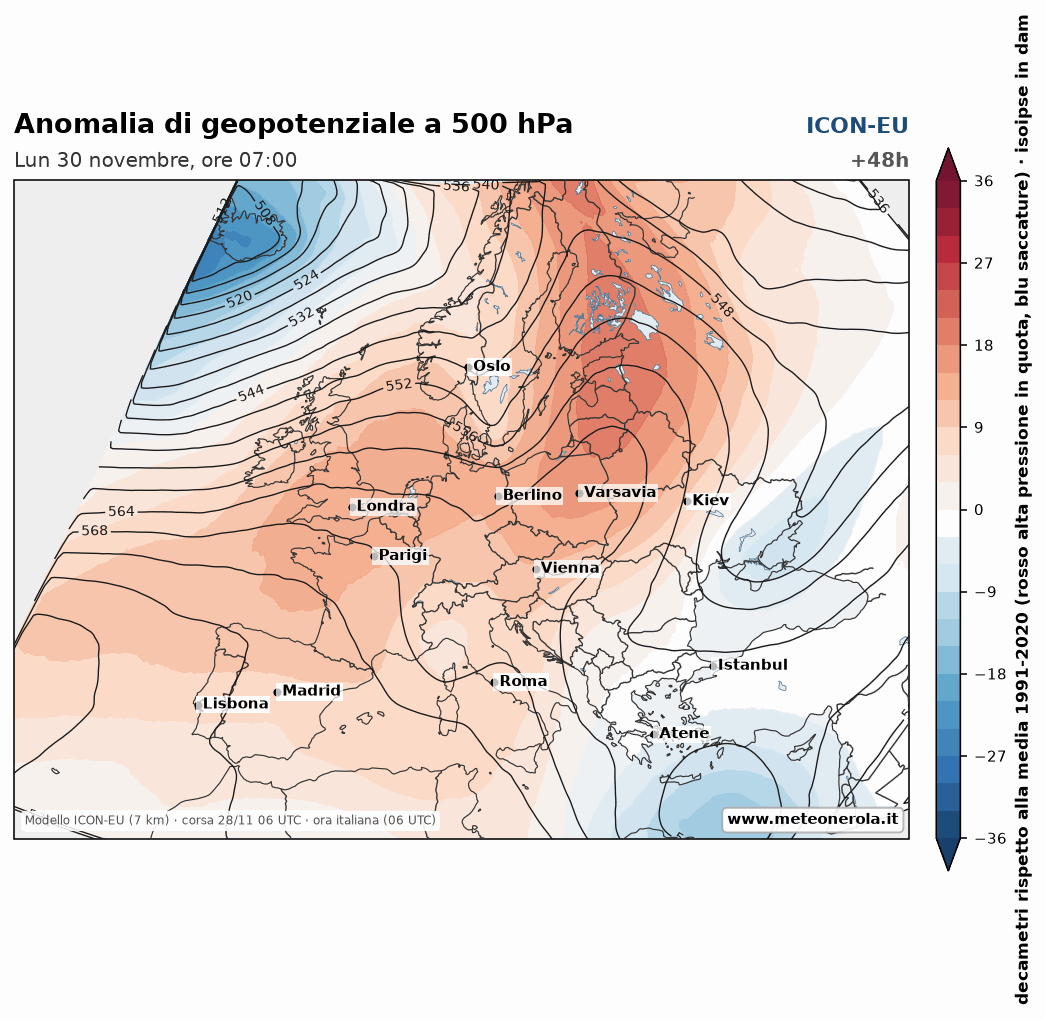 Anomalia di geopotenziale a 500 hPa
ICON-EU
Lun 30 novembre, ore 07:00
+48h
512
508
536
540
536
520
524
532
548
544
552
556
564
568
Oslo
Londra
Berlino
Varsavia
Kiev
Parigi
Vienna
Istanbul
Roma
Madrid
Lisbona
Atene
Modello ICON-EU (7 km) · corsa 28/11 06 UTC · ora italiana (06 UTC)
www.meteonerola.it
36
27
18
9
0
−9
−18
−27
−36
decametri rispetto alla media 1991-2020 (rosso alta pressione in quota, blu saccature) · isoipse in dam